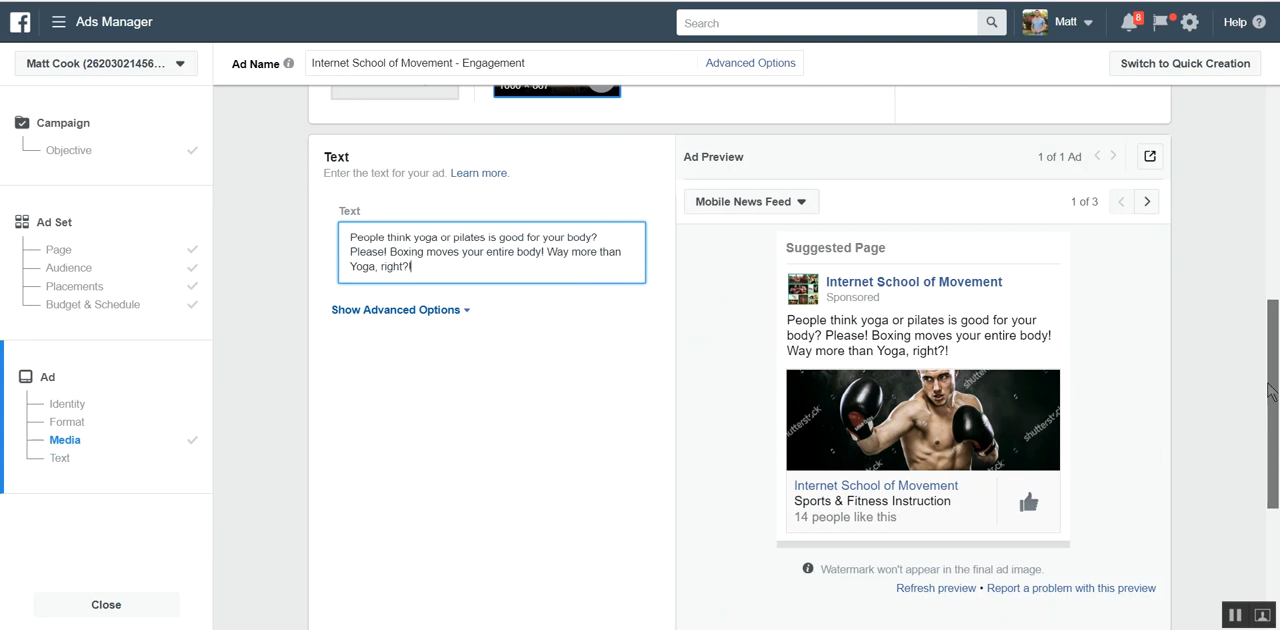 Ads Manager
Search
Matt
8
Help ?
Matt Cook (26203021456...
Ad Name
Internet School of Movement - Engagement
Advanced Options
Switch to Quick Creation
Campaign
Objective
Ad Set
Page
Audience
Placements
Budget & Schedule
Ad
Identity
Format
Media
Text
Close
Text
Enter the text for your ad. Learn more.
Text
People think yoga or pilates is good for your body?
Please! Boxing moves your entire body! Way more than
Yoga, right?!
Show Advanced Options
Ad Preview
1 of 1 Ad
Mobile News Feed
1 of 3
Suggested Page
Internet School of Movement
Sponsored
People think yoga or pilates is good for your
body? Please! Boxing moves your entire body!
Way more than Yoga, right?!
shutterstock
shutterstock
Internet School of Movement
Sports & Fitness Instruction
14 people like this
Watermark won't appear in the final ad image.
Refresh preview • Report a problem with this preview